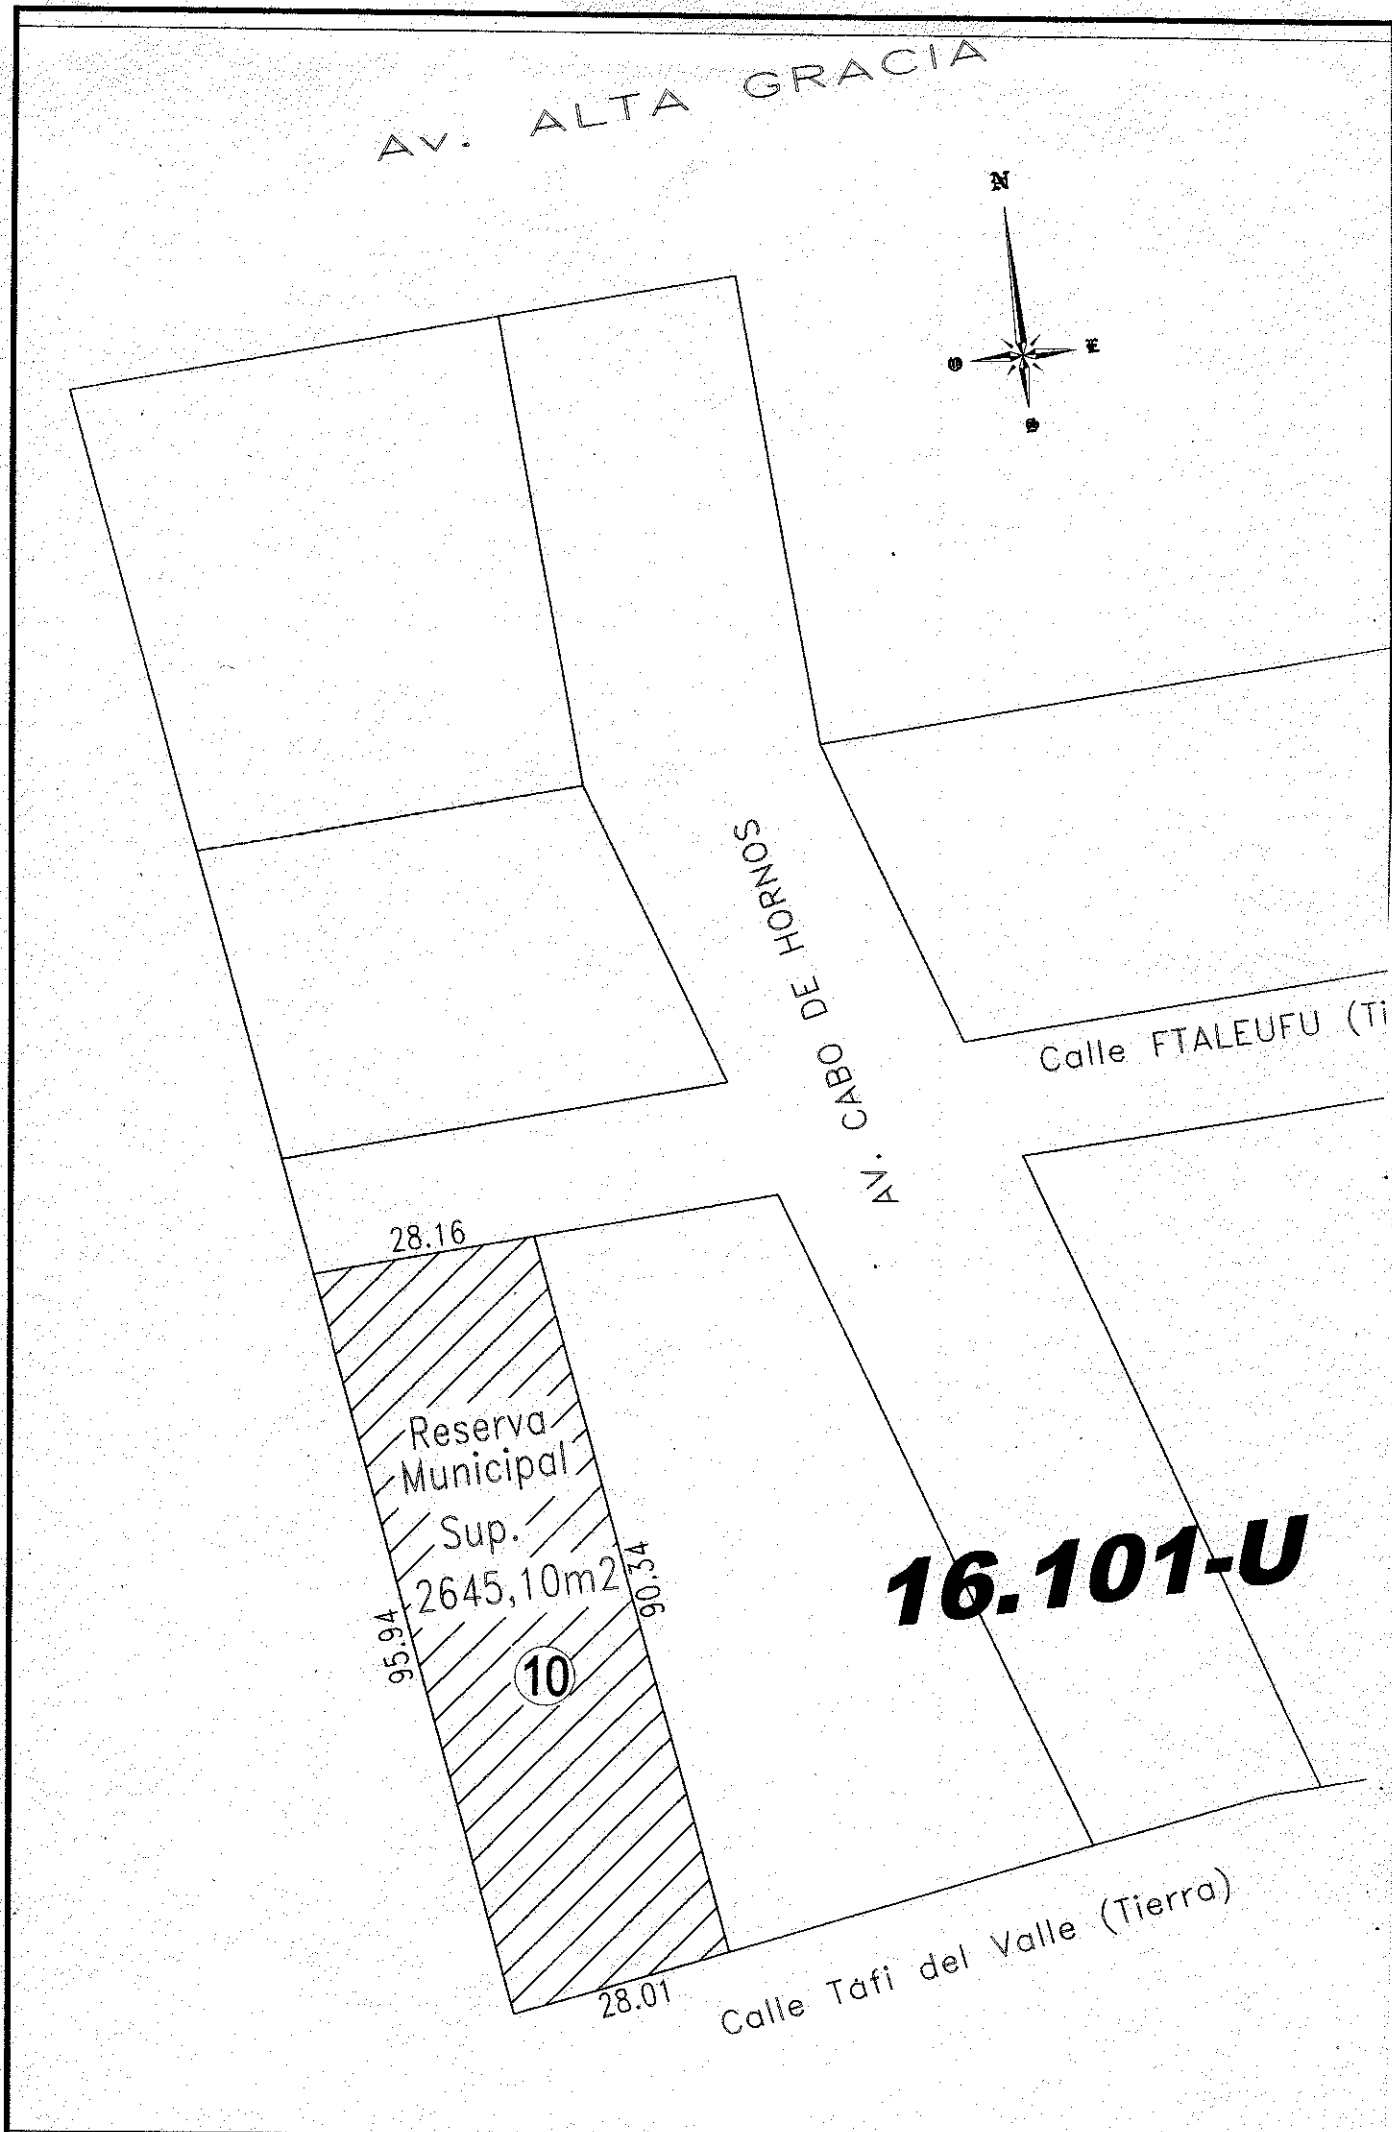 AV. ALTA GRACIA
N
O
E
S
AV. CABO DE HORNOS
Calle FTALEUFU (Ti
28.16
Reserva
Municipal
Sup.
2645,10m2
90.34
95.94
10
16.101-U
28.01
Calle Tafi del Valle (Tierra)